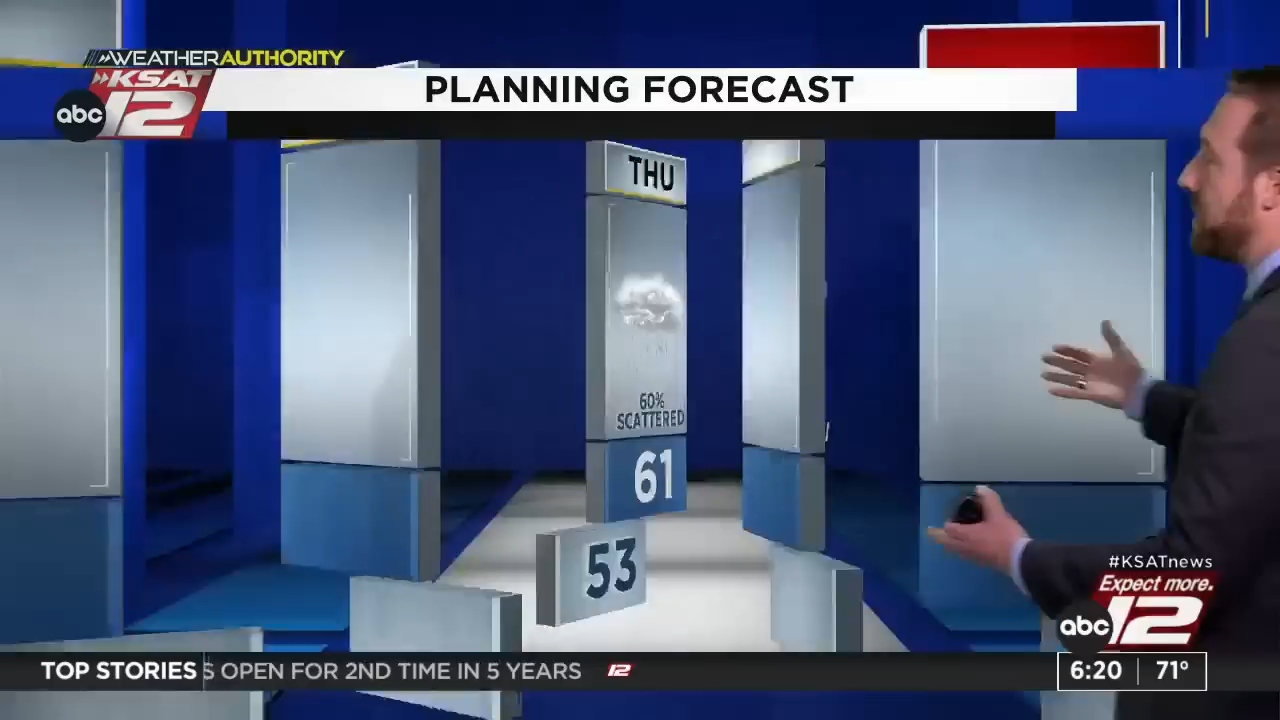 WEATHERAUTHORITY
KSAT
abc 12
PLANNING FORECAST
THU
60%
SCATTERED
61
53
#KSATnews
Expect more.
abc 12
TOP STORIES S OPEN FOR 2ND TIME IN 5 YEARS 12
6:20 71°